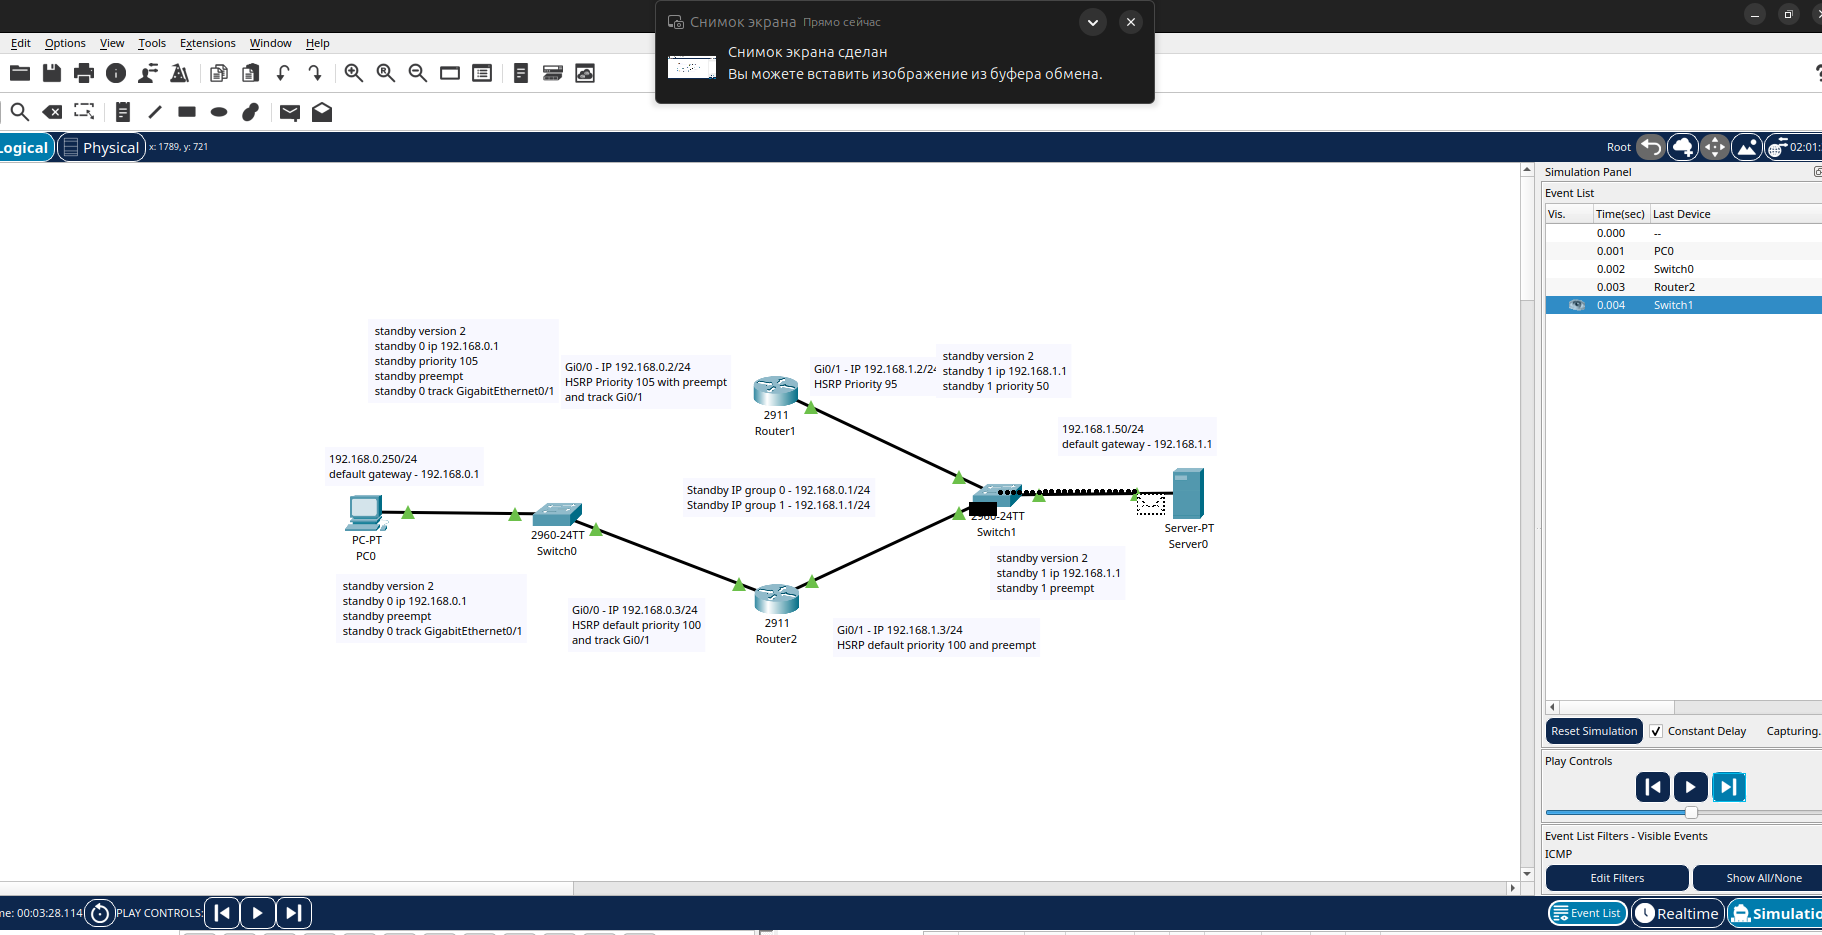 Снимок экрана Прямо сейчас
Снимок экрана сделан
Вы можете вставить изображение из буфера обмена.
Edit Options View Tools Extensions Window Help
Logical Physical x: 1789, y: 721
Root
02:01:
standby version 2
standby 0 ip 192.168.0.1
standby priority 105
standby preempt
standby 0 track GigabitEthernet0/1
Gi0/0 - IP 192.168.0.2/24
HSRP Priority 105 with preempt
and track Gi0/1
2911
Router1
Gi0/1 - IP 192.168.1.2/24
HSRP Priority 95
standby version 2
standby 1 ip 192.168.1.1
standby 1 priority 50
192.168.1.50/24
default gateway - 192.168.1.1
192.168.0.250/24
default gateway - 192.168.0.1
PC-PT
PC0
2960-24TT
Switch0
Standby IP group 0 - 192.168.0.1/24
Standby IP group 1 - 192.168.1.1/24
2960-24TT
Switch1
Server-PT
Server0
standby version 2
standby 1 ip 192.168.1.1
standby 1 preempt
standby version 2
standby 0 ip 192.168.0.1
standby preempt
standby 0 track GigabitEthernet0/1
Gi0/0 - IP 192.168.0.3/24
HSRP default priority 100
and track Gi0/1
2911
Router2
Gi0/1 - IP 192.168.1.3/24
HSRP default priority 100 and preempt
Simulation Panel
Event List
Vis. Time(sec) Last Device
0.000 --
0.001 PC0
0.002 Switch0
0.003 Router2
0.004 Switch1
Reset Simulation Constant Delay Capturing.
Play Controls
Event List Filters - Visible Events
ICMP
Edit Filters Show All/None
me: 00:03:28.114 PLAY CONTROLS:
Event List Realtime Simulatio